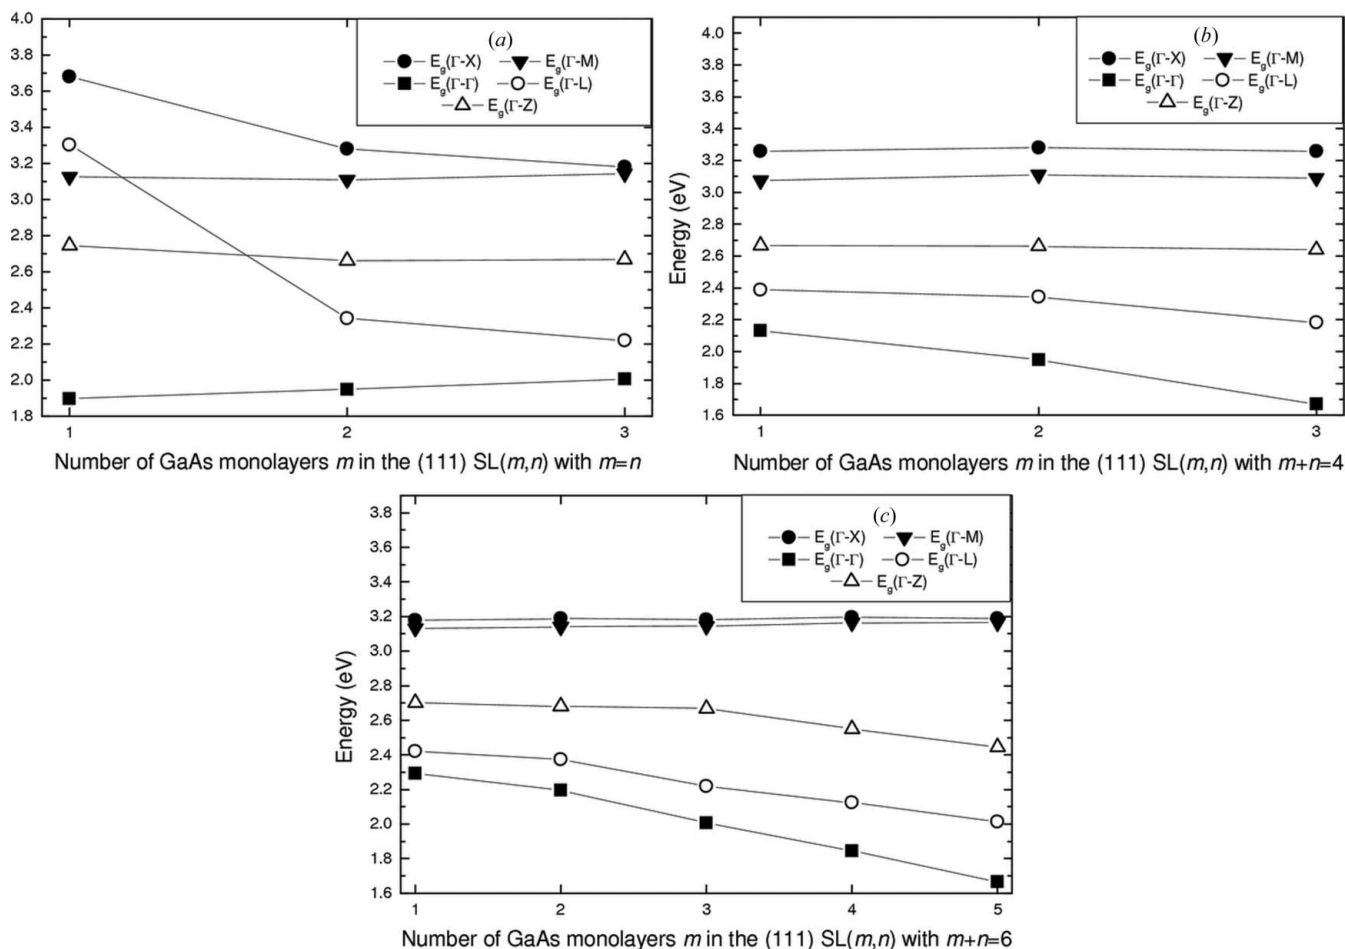 4.0
3.8
3.6
3.4
3.2
3.0
2.8
2.6
2.4
2.2
2.0
1.8
(a)
E_g(Γ-X) E_g(Γ-M)
E_g(Γ-Γ) E_g(Γ-L)
E_g(Γ-Z)
1 2 3
Number of GaAs monolayers m in the (111) SL(m,n) with m=n
Energy (eV)
4.0
3.8
3.6
3.4
3.2
3.0
2.8
2.6
2.4
2.2
2.0
1.8
1.6
(b)
E_g(Γ-X) E_g(Γ-M)
E_g(Γ-Γ) E_g(Γ-L)
E_g(Γ-Z)
1 2 3
Number of GaAs monolayers m in the (111) SL(m,n) with m+n=4
Energy (eV)
3.8
3.6
3.4
3.2
3.0
2.8
2.6
2.4
2.2
2.0
1.8
1.6
(c)
E_g(Γ-X) E_g(Γ-M)
E_g(Γ-Γ) E_g(Γ-L)
E_g(Γ-Z)
1 2 3 4 5
Number of GaAs monolayers m in the (111) SL(m,n) with m+n=6